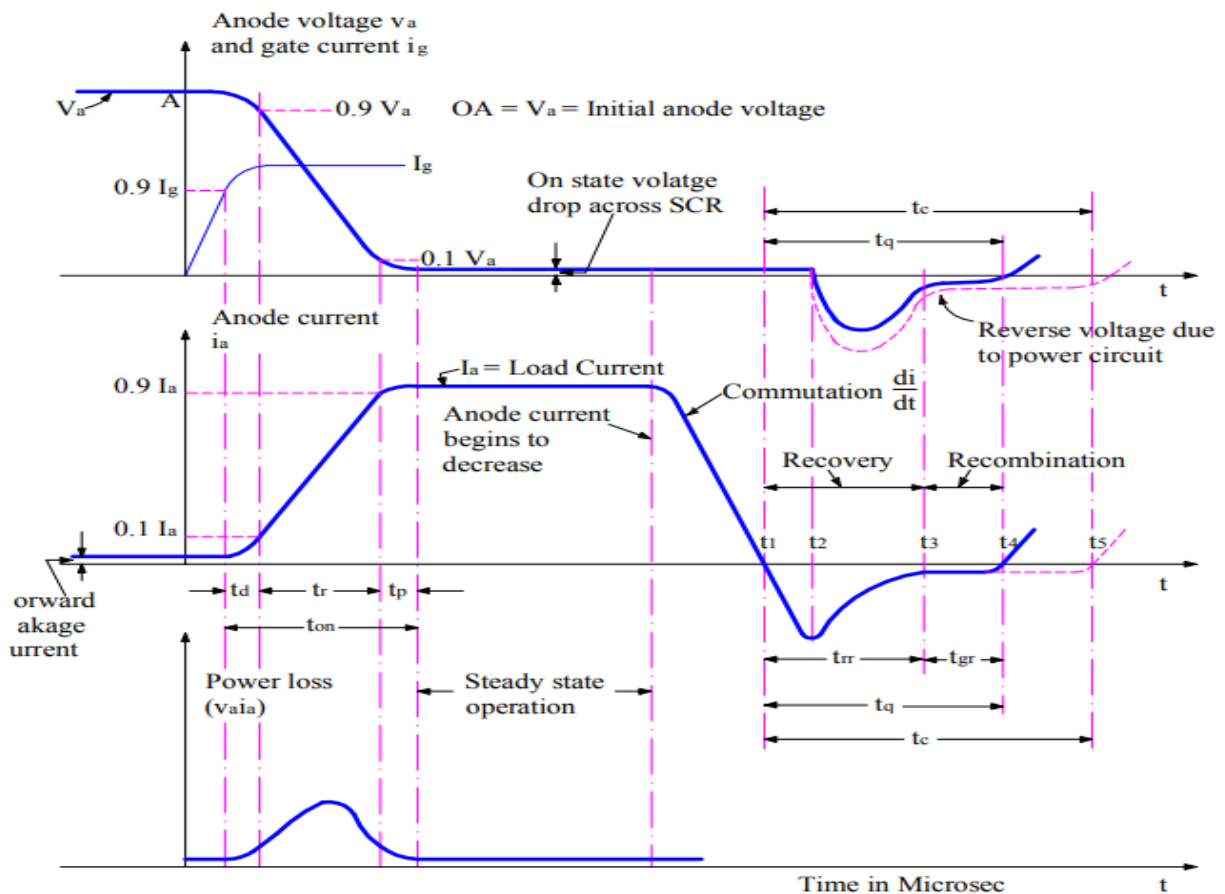 Anode voltage va
and gate current ig
Va
A
0.9 Va
OA = Va = Initial anode voltage
Ig
0.9 Ig
On state volatge
drop across SCR
tc
tq
0.1 Va
t
Anode current
ia
Reverse voltage due
to power circuit
0.9 Ia
Ia = Load Current
Commutation di/dt
Anode current
begins to
decrease
Recovery
Recombination
0.1 Ia
t1
t2
t3
t4
t5
td
tr
tp
t
orward
akage
urrent
ton
trr
tgr
Power loss
(vaia)
Steady state
operation
tq
tc
Time in Microsec
t